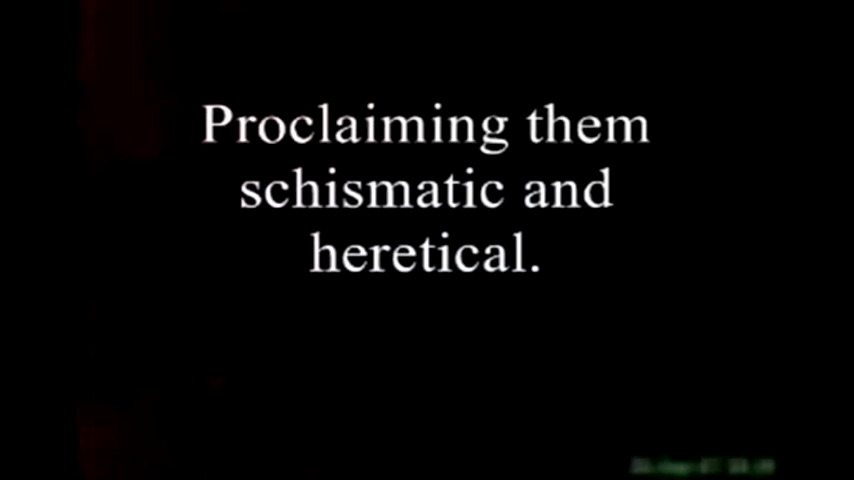 Proclaiming them
schismatic and
heretical.